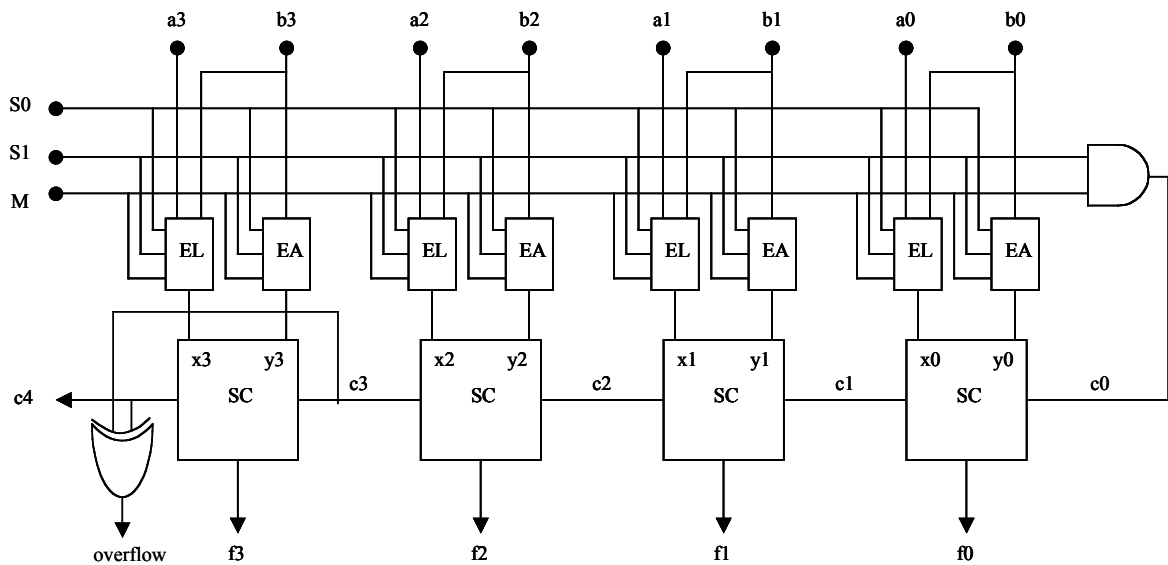 a3 b3 a2 b2 a1 b1 a0 b0
S0
S1
M
EL EA EL EA EL EA EL EA
x3 y3 x2 y2 x1 y1 x0 y0
c4 SC c3 SC c2 SC c1 SC c0
overflow f3 f2 f1 f0